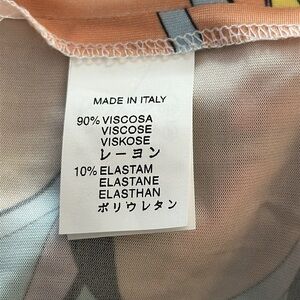 MADE IN ITALY
90% VISCOSA
VISCOSE
VISKOSE
レーヨン
10% ELASTAM
ELASTANE
ELASTHAN
ポリウレタン